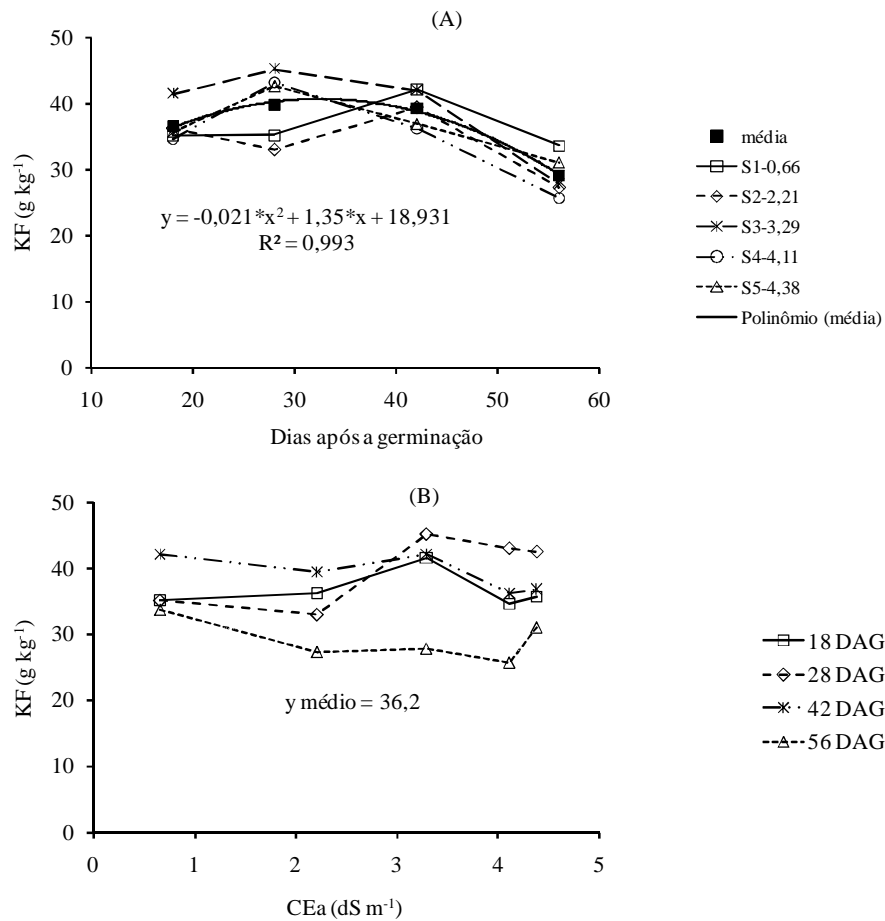 (A)
50
40
30
20
10
0
KF (g kg⁻¹)
y = -0,021*x² + 1,35*x + 18,931
R² = 0,993
10 20 30 40 50 60
Dias após a germinação
média
S1-0,66
S2-2,21
S3-3,29
S4-4,11
S5-4,38
Polinômio (média)
(B)
50
40
30
20
10
0
KF (g kg⁻¹)
y médio = 36,2
0 1 2 3 4 5
CEa (dS m⁻¹)
18 DAG
28 DAG
42 DAG
56 DAG